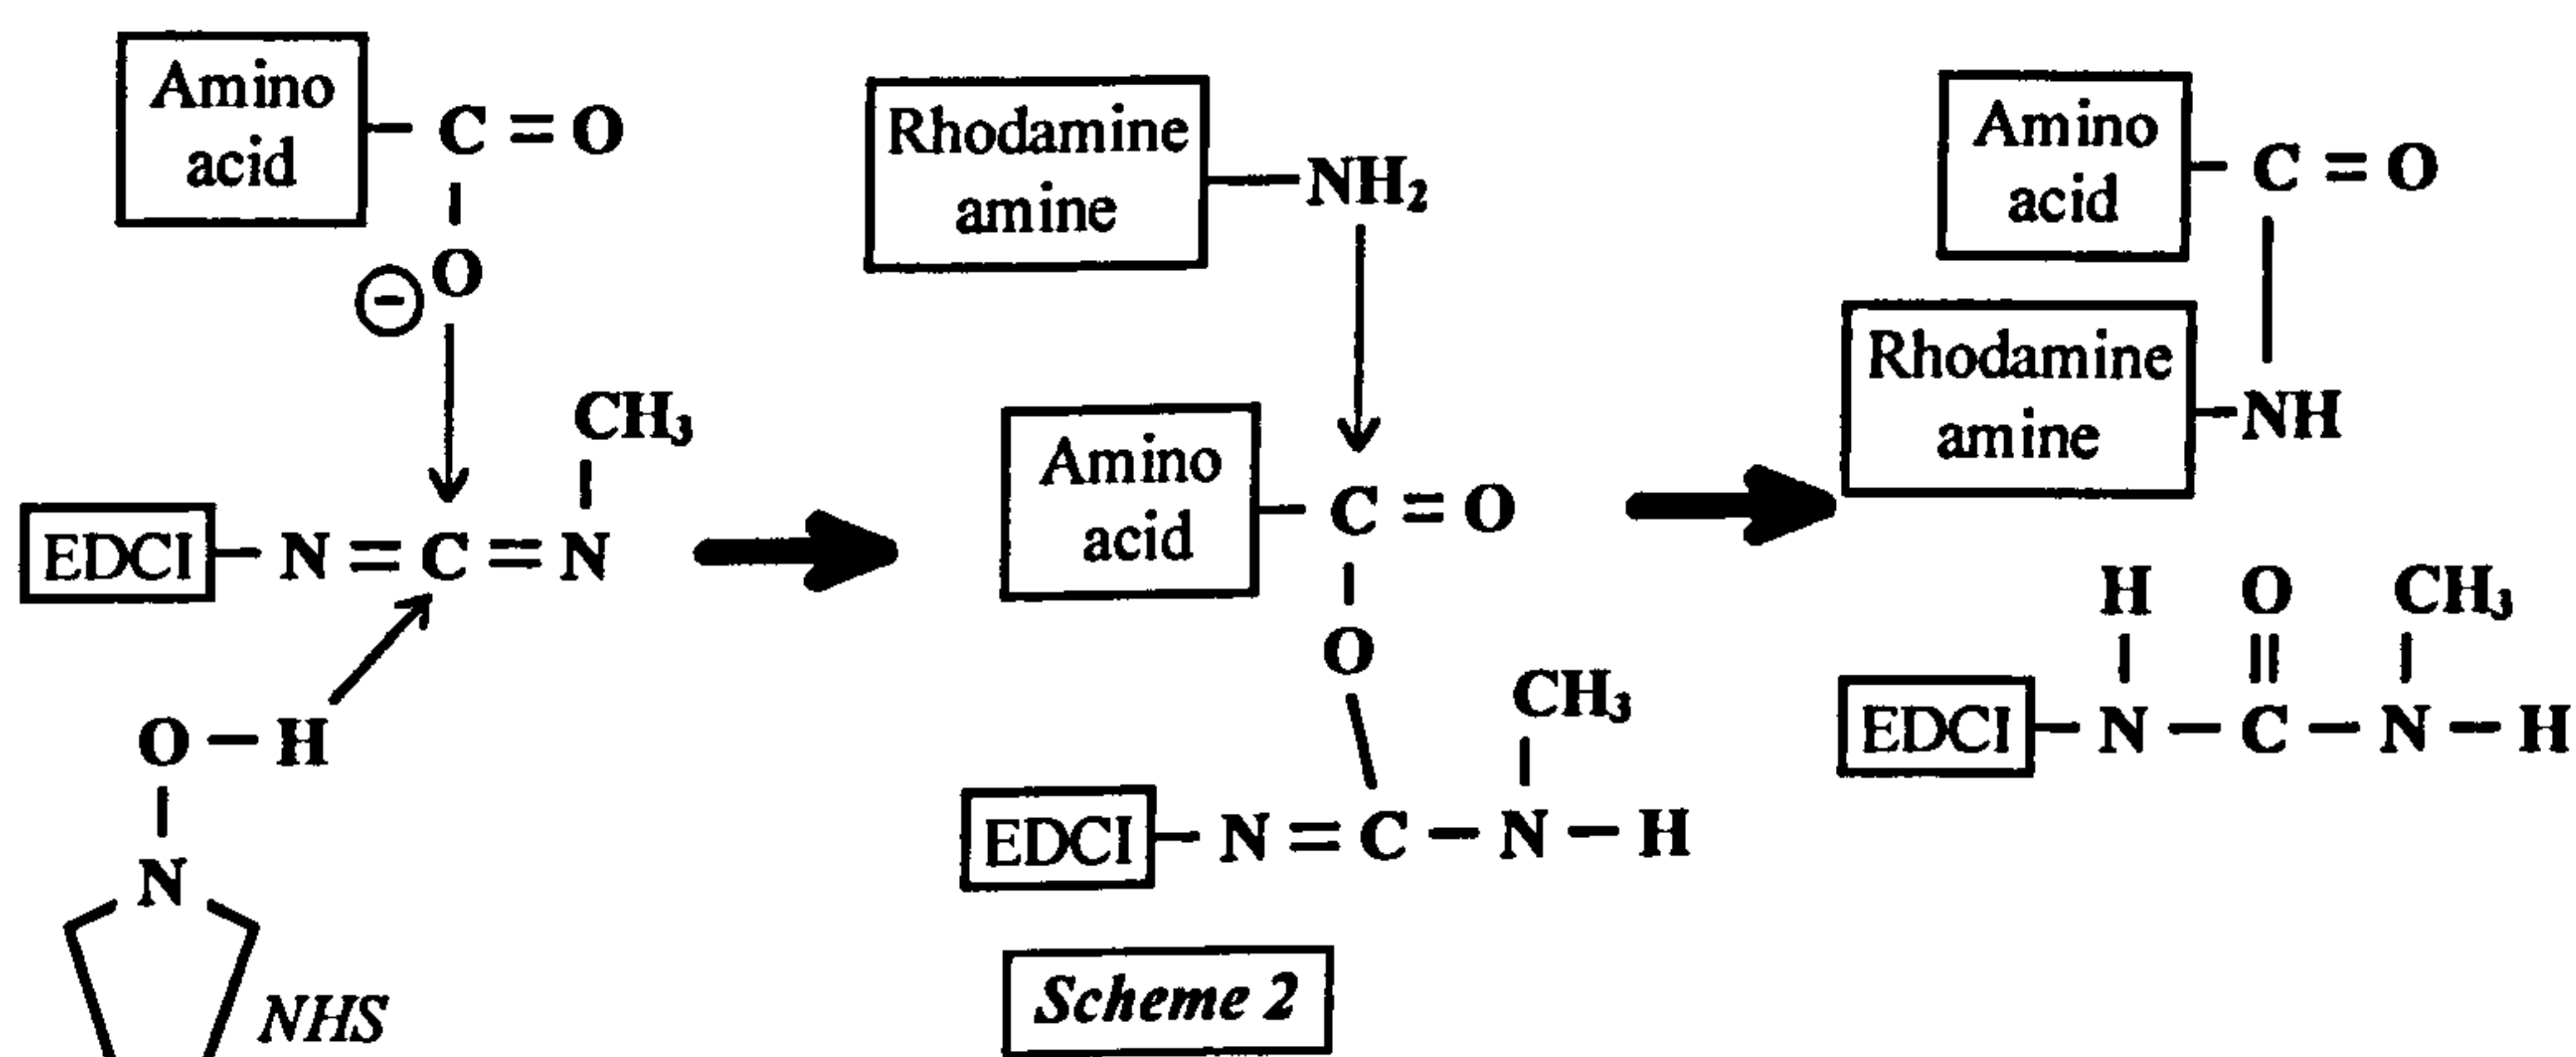 Amino
acid
C = O
O
−
CH₃
EDCI
N = C = N
O − H
N
NHS
Rhodamine
amine
NH₂
Amino
acid
C = O
O
CH₃
EDCI
N = C − N − H
Scheme 2
Amino
acid
C = O
Rhodamine
amine
NH
H O CH₃
EDCI
N − C − N − H